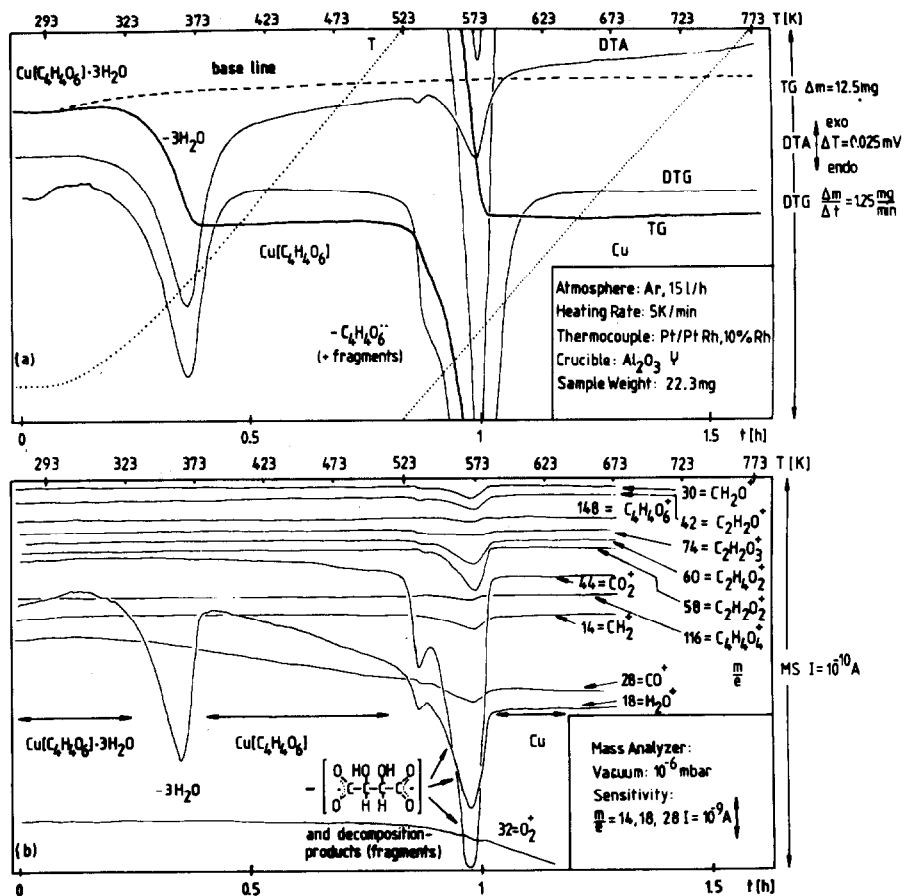 293 323 373 423 473 523 573 623 673 723 773 T [K]
T
DTA
Cu[C₄H₄O₆]·3H₂O
base line
TG Δm=12.5mg
-3H₂O
exo
DTA ΔT=0.025mV
endo
DTG
DTG Δm/Δt =1.25 mg/min
TG
Cu[C₄H₄O₆]
Cu
Atmosphere: Ar, 15 l/h
Heating Rate: 5K/min
Thermocouple: Pt/Pt Rh, 10% Rh
Crucible: Al₂O₃
Sample Weight: 22.3mg
- C₄H₄O₆⁻⁻
(+ fragments)
(a)
0 0.5 1 1.5 t [h]
293 323 373 423 473 523 573 623 673 723 773 T [K]
30 = CH₂O⁺
148 = C₄H₄O₆⁺
42 = C₂H₂O⁺
74 = C₂H₂O₃⁺
60 = C₂H₄O₂⁺
44 = CO₂⁺
58 = C₂H₂O₂⁺
14 = CH₂⁺
116 = C₄H₄O₄⁺
m/e
MS I = 10⁻¹⁰A
28 = CO⁺
18 = H₂O⁺
Cu[C₄H₄O₆]·3H₂O
Cu[C₄H₄O₆]
Cu
-3H₂O
O HO OH O
- C-C-C-C -
O H H O
and decomposition-
products (fragments)
32 = O₂⁺
Mass Analyzer:
Vacuum: 10⁻⁶ mbar
Sensitivity:
m/e = 14, 18, 28 I = 10⁻⁹A
(b)
0 0.5 1 1.5 t [h]